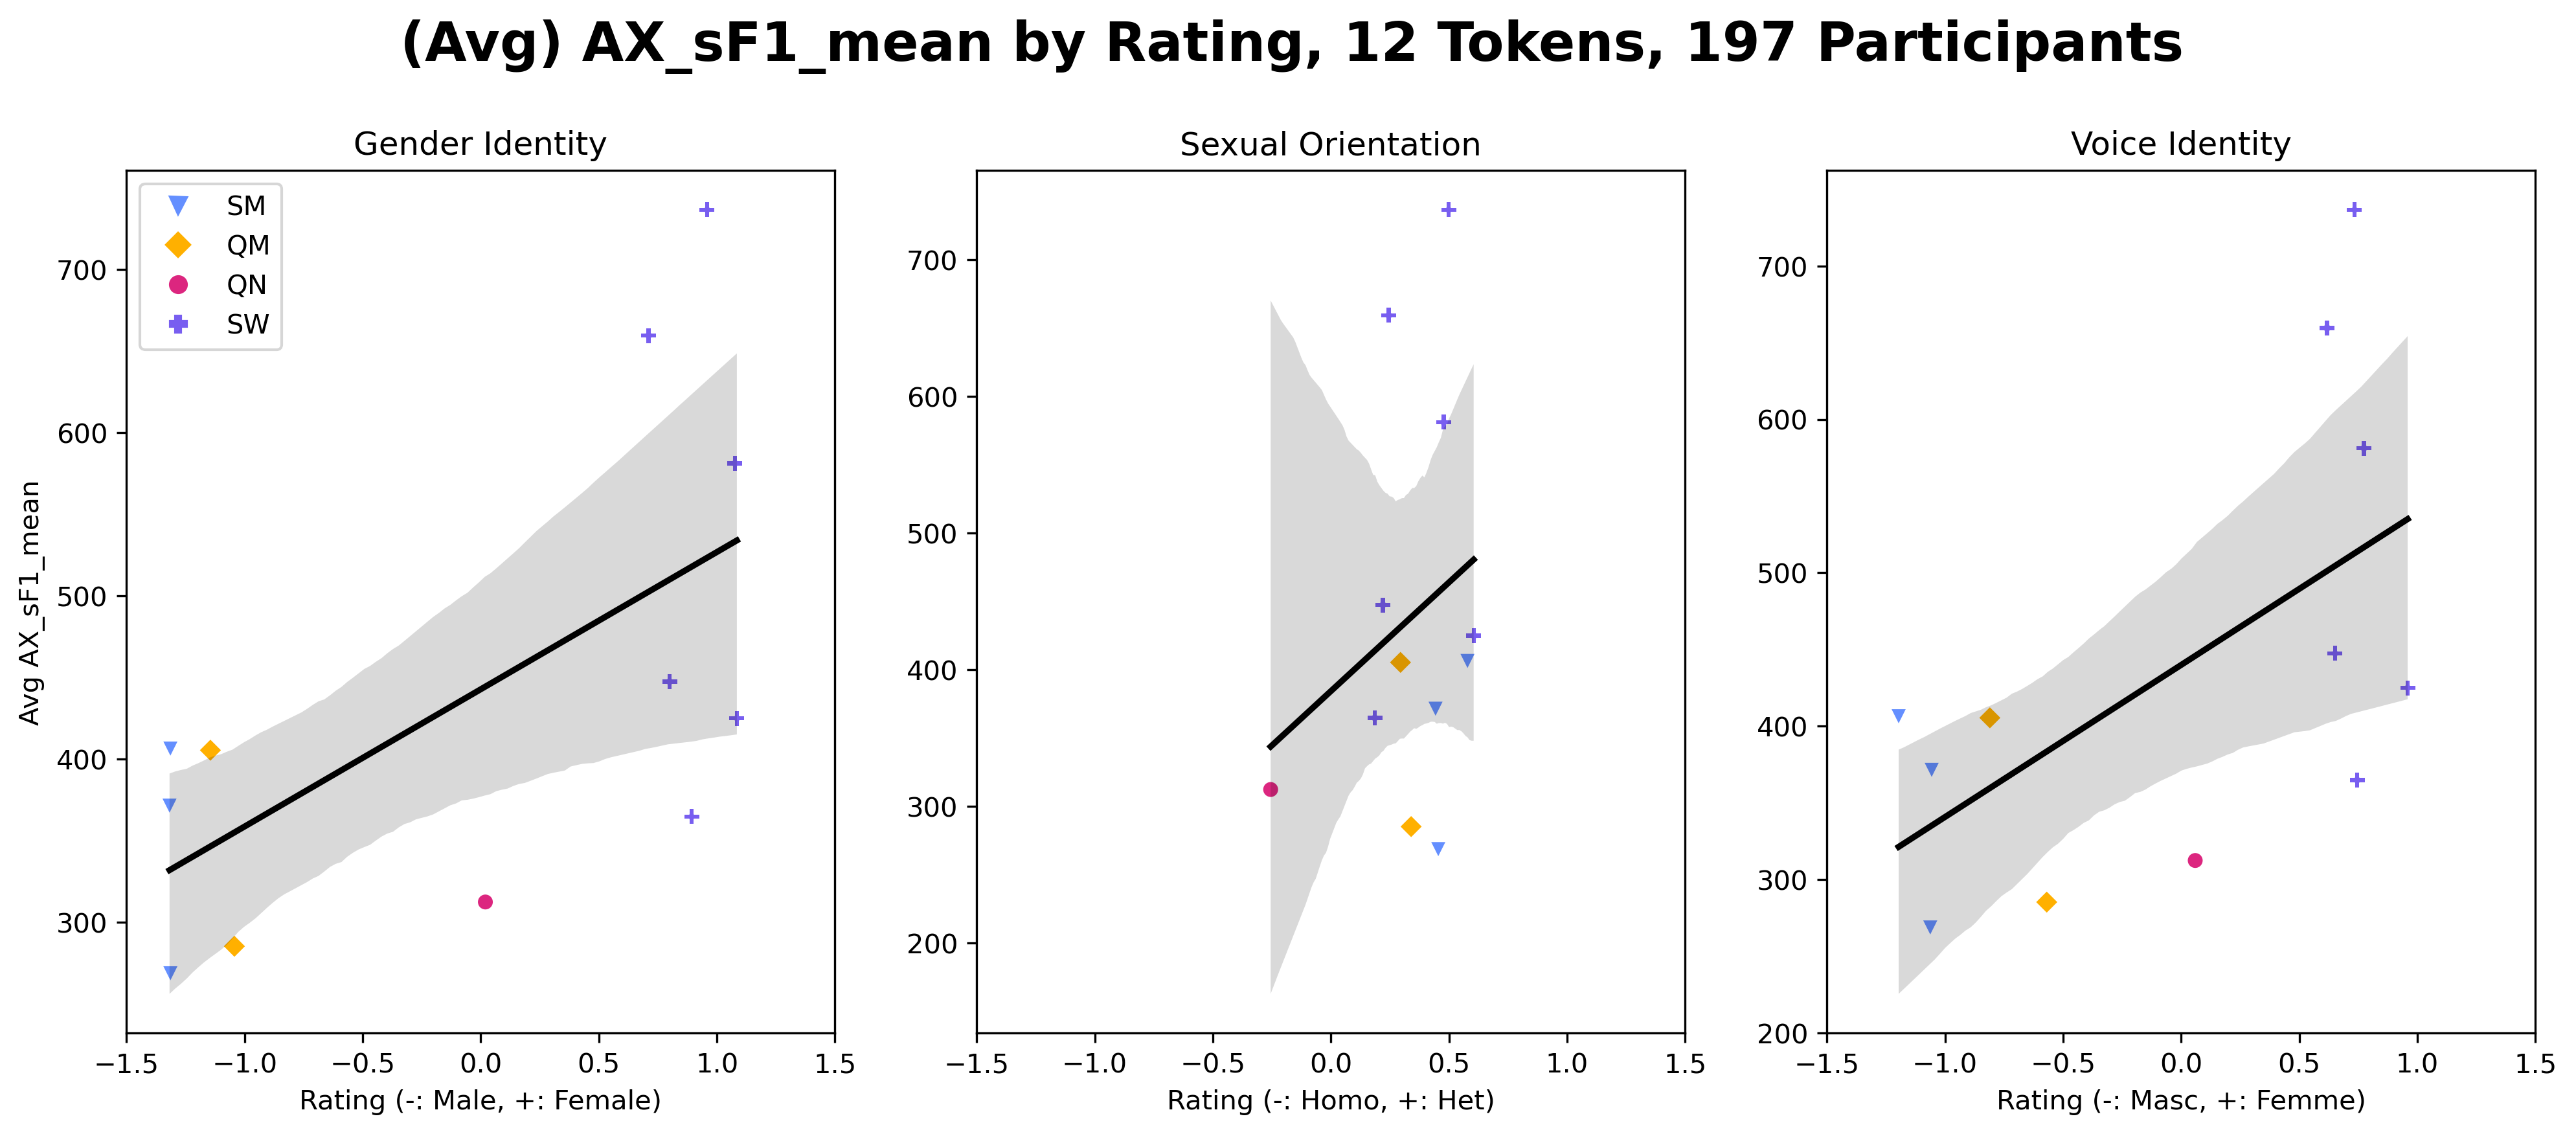 (Avg) AX_sF1_mean by Rating, 12 Tokens, 197 Participants
Gender Identity
Sexual Orientation
Voice Identity
SM
QM
QN
SW
Avg AX_sF1_mean
700
600
500
400
300
−1.5 −1.0 −0.5 0.0 0.5 1.0 1.5
Rating (-: Male, +: Female)
700
600
500
400
300
200
−1.5 −1.0 −0.5 0.0 0.5 1.0 1.5
Rating (-: Homo, +: Het)
700
600
500
400
300
200
−1.5 −1.0 −0.5 0.0 0.5 1.0 1.5
Rating (-: Masc, +: Femme)